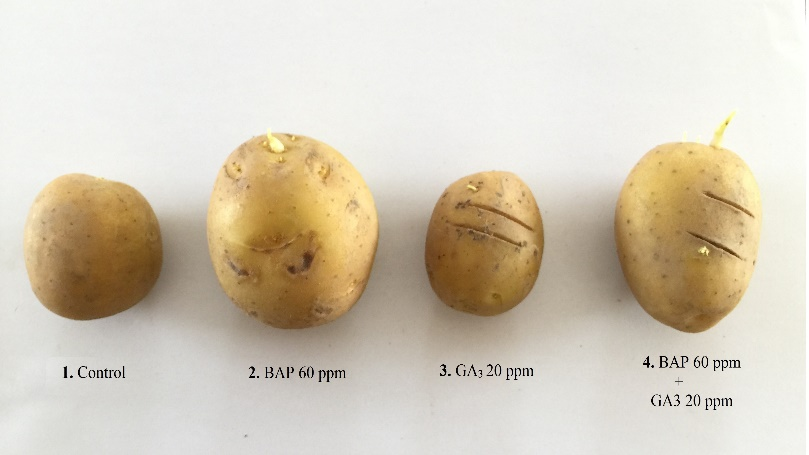 1. Control
2. BAP 60 ppm
3. GA₃ 20 ppm
4. BAP 60 ppm
+
GA3 20 ppm